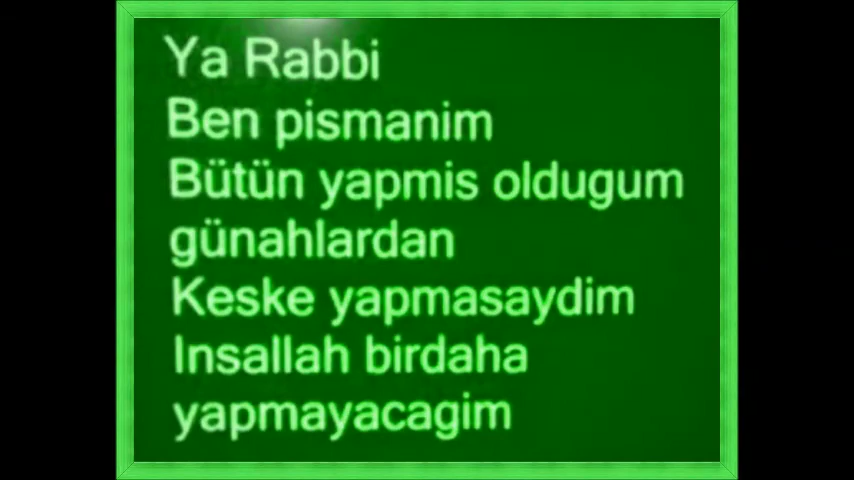 Ya Rabbi
Ben pismanim
Bütün yapmis oldugum
günahlardan
Keske yapmasaydim
Insallah birdaha
yapmayacagim